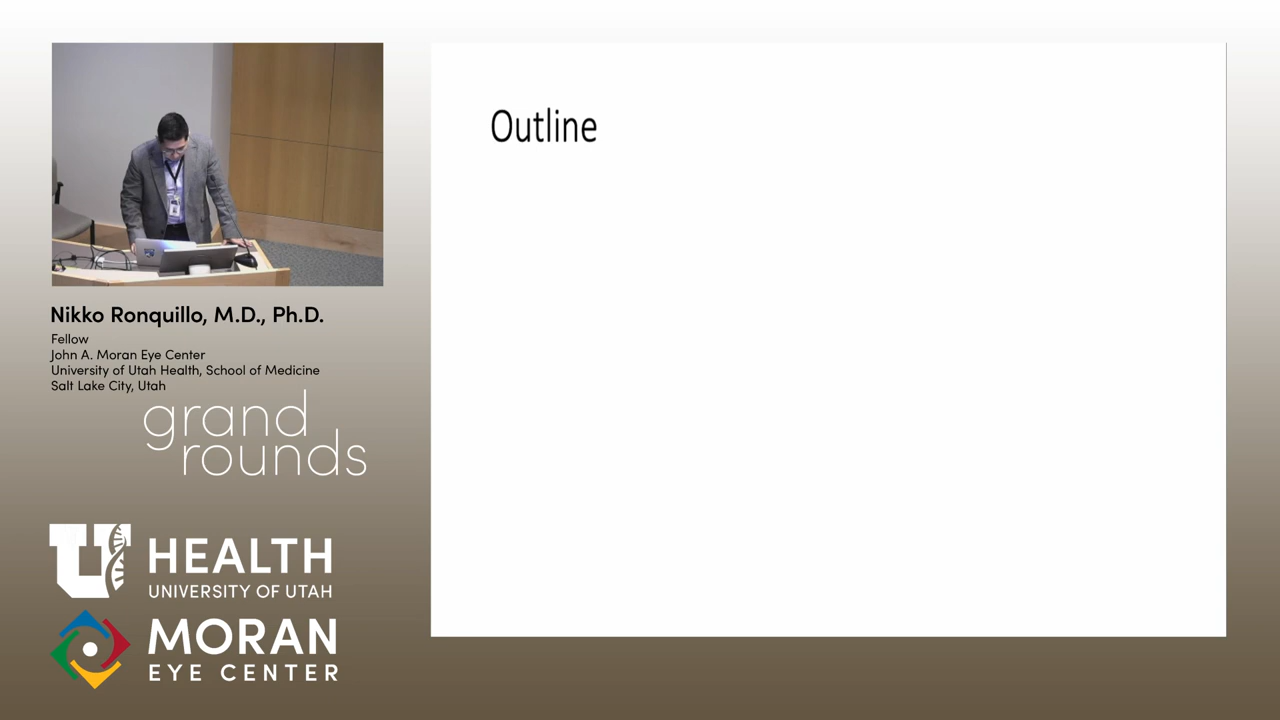 Outline
Nikko Ronquillo, M.D., Ph.D.
Fellow
John A. Moran Eye Center
University of Utah Health, School of Medicine
Salt Lake City, Utah
grand
rounds
U HEALTH
UNIVERSITY OF UTAH
MORAN
EYE CENTER